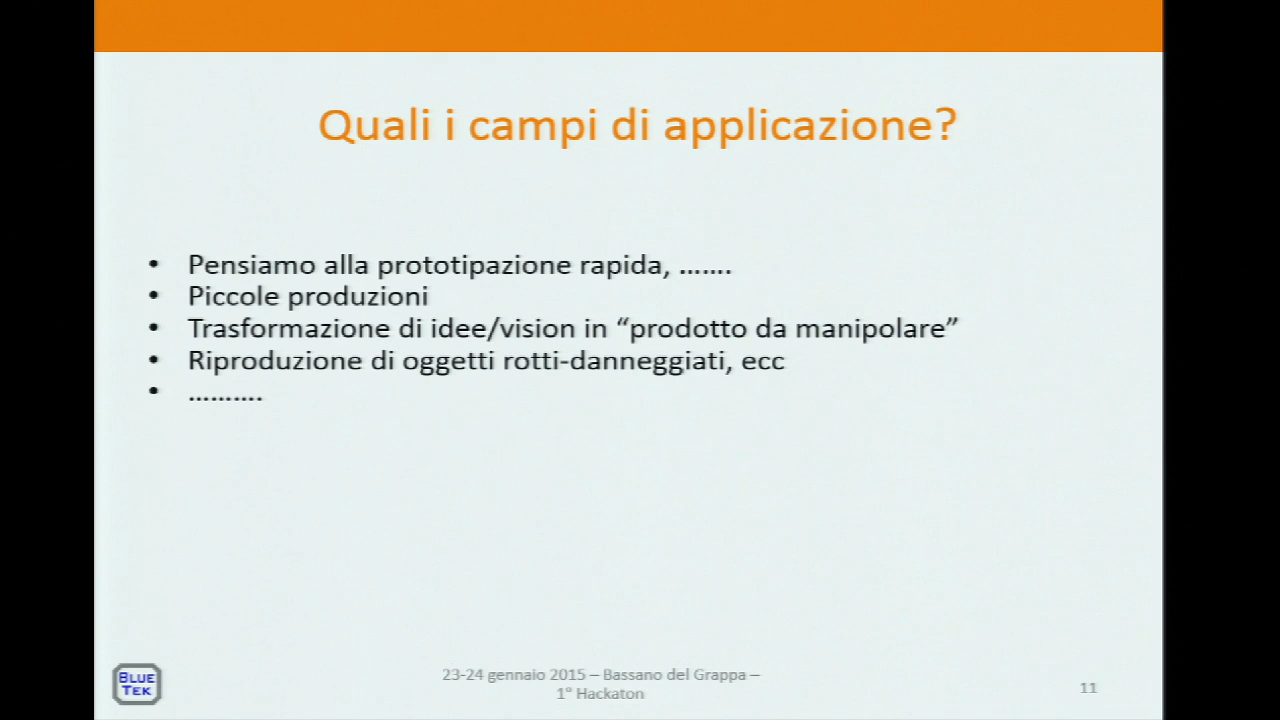 Quali i campi di applicazione?
• Pensiamo alla prototipazione rapida, …….
• Piccole produzioni
• Trasformazione di idee/vision in “prodotto da manipolare”
• Riproduzione di oggetti rotti-danneggiati, ecc
• ……….
BLUE
TEK
23-24 gennaio 2015 – Bassano del Grappa –
1° Hackaton
11